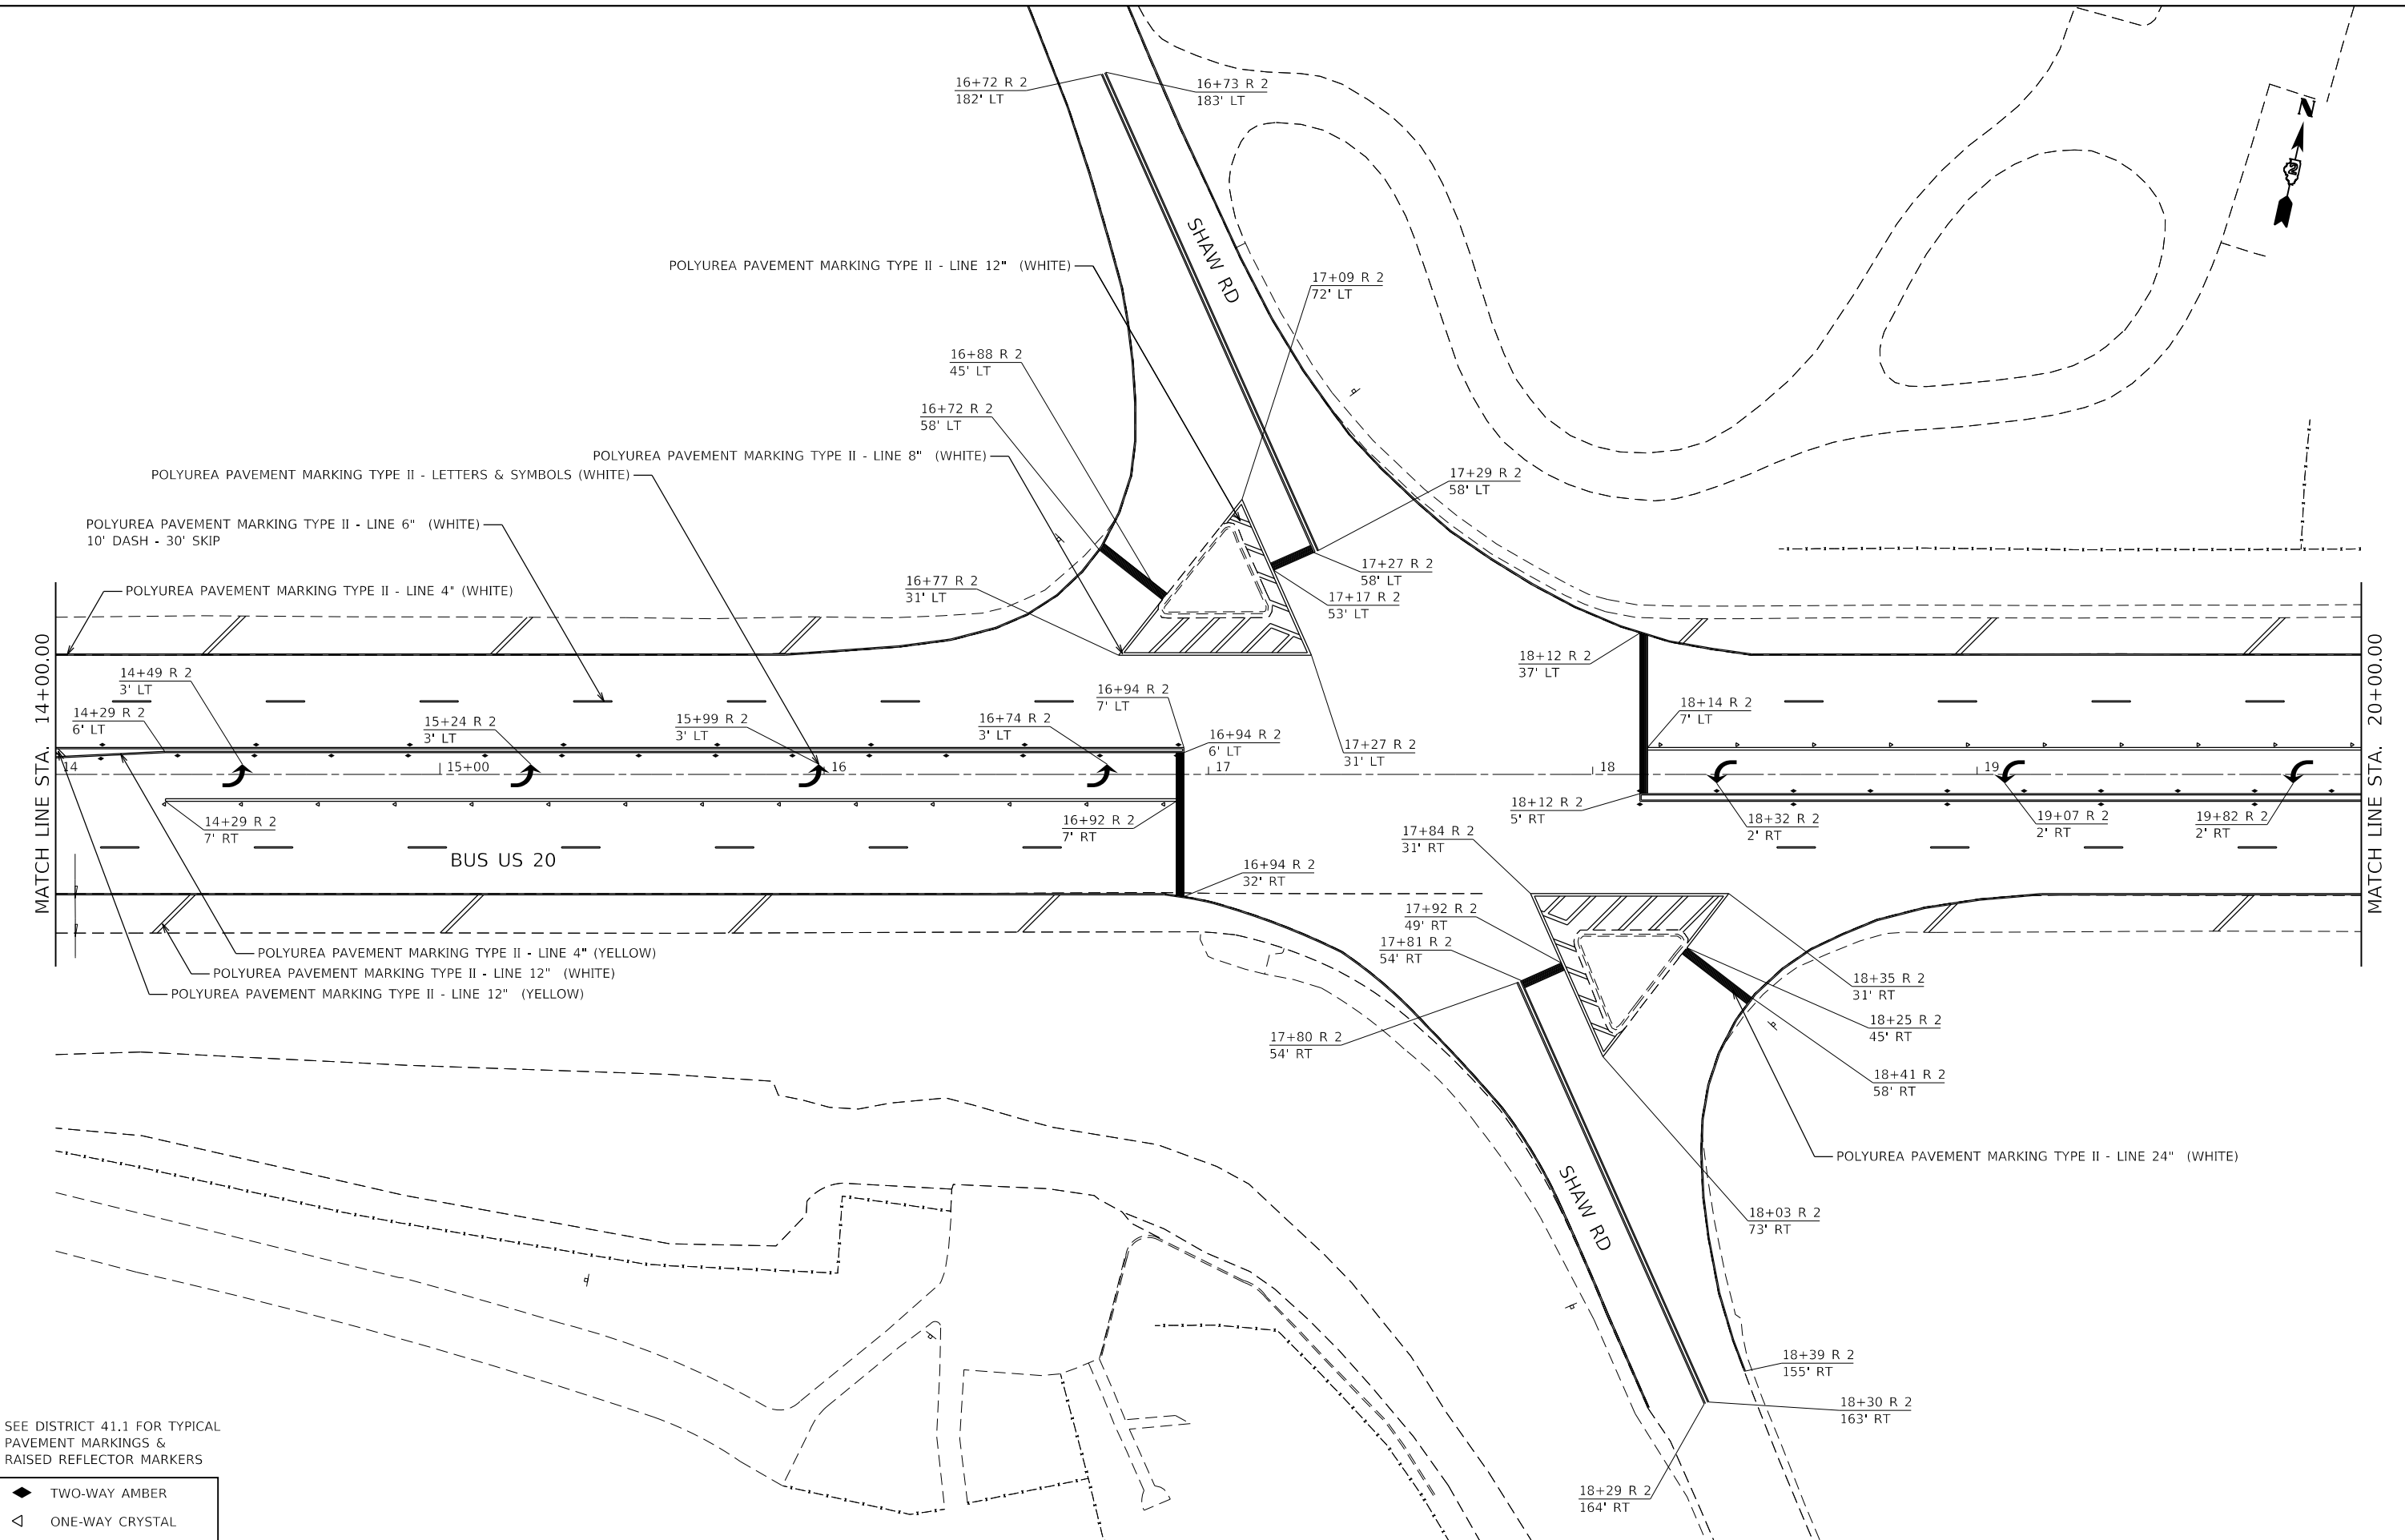 16+72 R 2
182' LT
16+73 R 2
183' LT
N
SHAW RD
POLYUREA PAVEMENT MARKING TYPE II - LINE 12" (WHITE)
17+09 R 2
72' LT
16+88 R 2
45' LT
16+72 R 2
58' LT
POLYUREA PAVEMENT MARKING TYPE II - LINE 8" (WHITE)
POLYUREA PAVEMENT MARKING TYPE II - LETTERS & SYMBOLS (WHITE)
17+29 R 2
58' LT
POLYUREA PAVEMENT MARKING TYPE II - LINE 6" (WHITE)
10' DASH - 30' SKIP
17+27 R 2
58' LT
16+77 R 2
31' LT
POLYUREA PAVEMENT MARKING TYPE II - LINE 4" (WHITE)
17+17 R 2
53' LT
MATCH LINE STA. 14+00.00
MATCH LINE STA. 20+00.00
18+12 R 2
37' LT
14+49 R 2
3' LT
16+94 R 2
7' LT
18+14 R 2
7' LT
14+29 R 2
6' LT
15+24 R 2
3' LT
15+99 R 2
3' LT
16+74 R 2
3' LT
16+94 R 2
6' LT
17+27 R 2
31' LT
14
15+00
16
17
18
19
18+12 R 2
5' RT
14+29 R 2
7' RT
16+92 R 2
7' RT
18+32 R 2
2' RT
19+07 R 2
2' RT
19+82 R 2
2' RT
17+84 R 2
31' RT
BUS US 20
16+94 R 2
32' RT
17+92 R 2
49' RT
17+81 R 2
54' RT
POLYUREA PAVEMENT MARKING TYPE II - LINE 4" (YELLOW)
POLYUREA PAVEMENT MARKING TYPE II - LINE 12" (WHITE)
POLYUREA PAVEMENT MARKING TYPE II - LINE 12" (YELLOW)
18+35 R 2
31' RT
18+25 R 2
45' RT
17+80 R 2
54' RT
18+41 R 2
58' RT
POLYUREA PAVEMENT MARKING TYPE II - LINE 24" (WHITE)
SHAW RD
18+03 R 2
73' RT
18+39 R 2
155' RT
18+30 R 2
163' RT
18+29 R 2
164' RT
SEE DISTRICT 41.1 FOR TYPICAL
PAVEMENT MARKINGS &
RAISED REFLECTOR MARKERS
TWO-WAY AMBER
ONE-WAY CRYSTAL